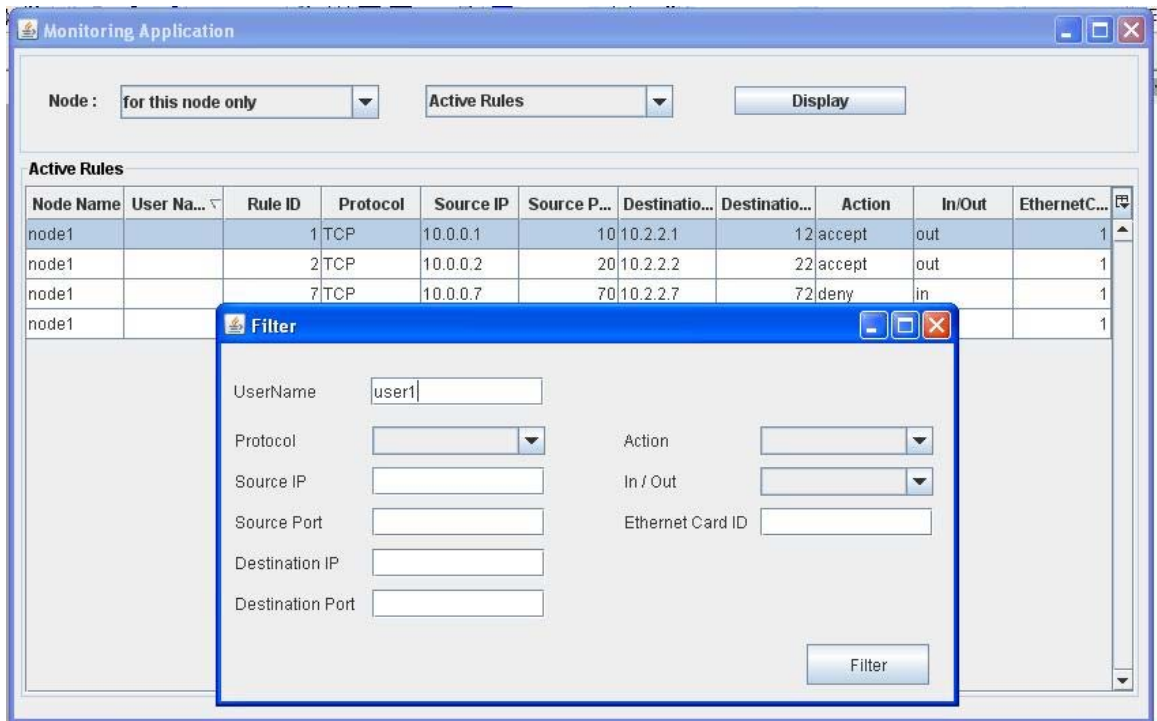 Monitoring Application
Node : for this node only Active Rules Display
Active Rules
Node Name User Na... Rule ID Protocol Source IP Source P... Destinatio... Destinatio... Action In/Out EthernetC...
node1 1 TCP 10.0.0.1 10 10.2.2.1 12 accept out 1
node1 2 TCP 10.0.0.2 20 10.2.2.2 22 accept out 1
node1 7 TCP 10.0.0.7 70 10.2.2.7 72 deny in 1
node1 1
Filter
UserName user1
Protocol Action
Source IP In / Out
Source Port Ethernet Card ID
Destination IP
Destination Port
Filter